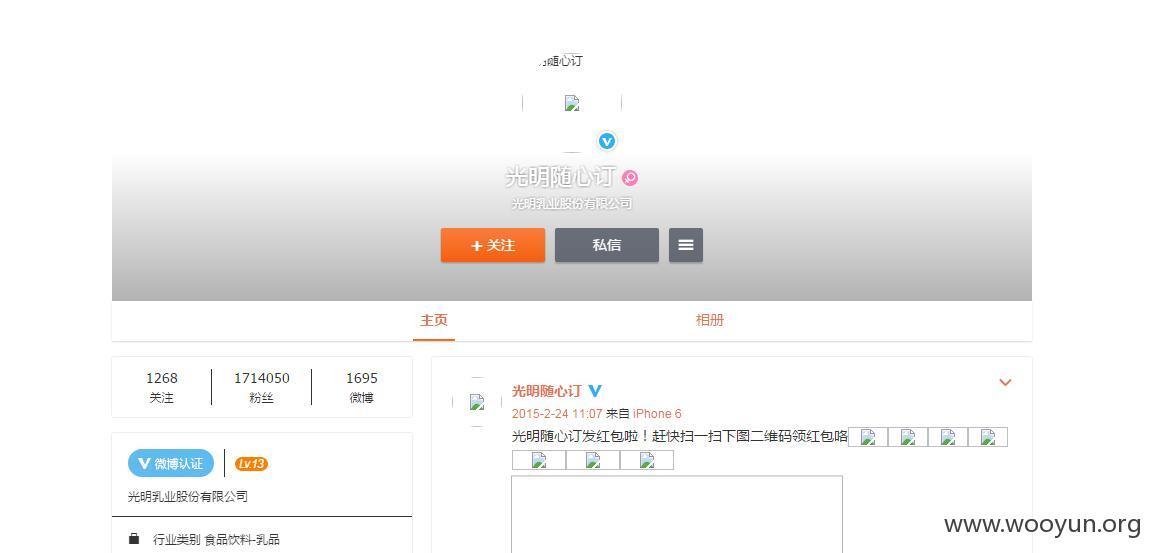 随心订
光明随心订
光明乳业股份有限公司
+ 关注
私信
主页
相册
1268
关注
1714050
粉丝
1695
微博
V 微博认证
Lv.13
光明乳业股份有限公司
行业类别 食品饮料-乳品
光明随心订
2015-2-24 11:07 来自 iPhone 6
光明随心订发红包啦！赶快扫一扫下图二维码领红包咯
www.wooyun.org